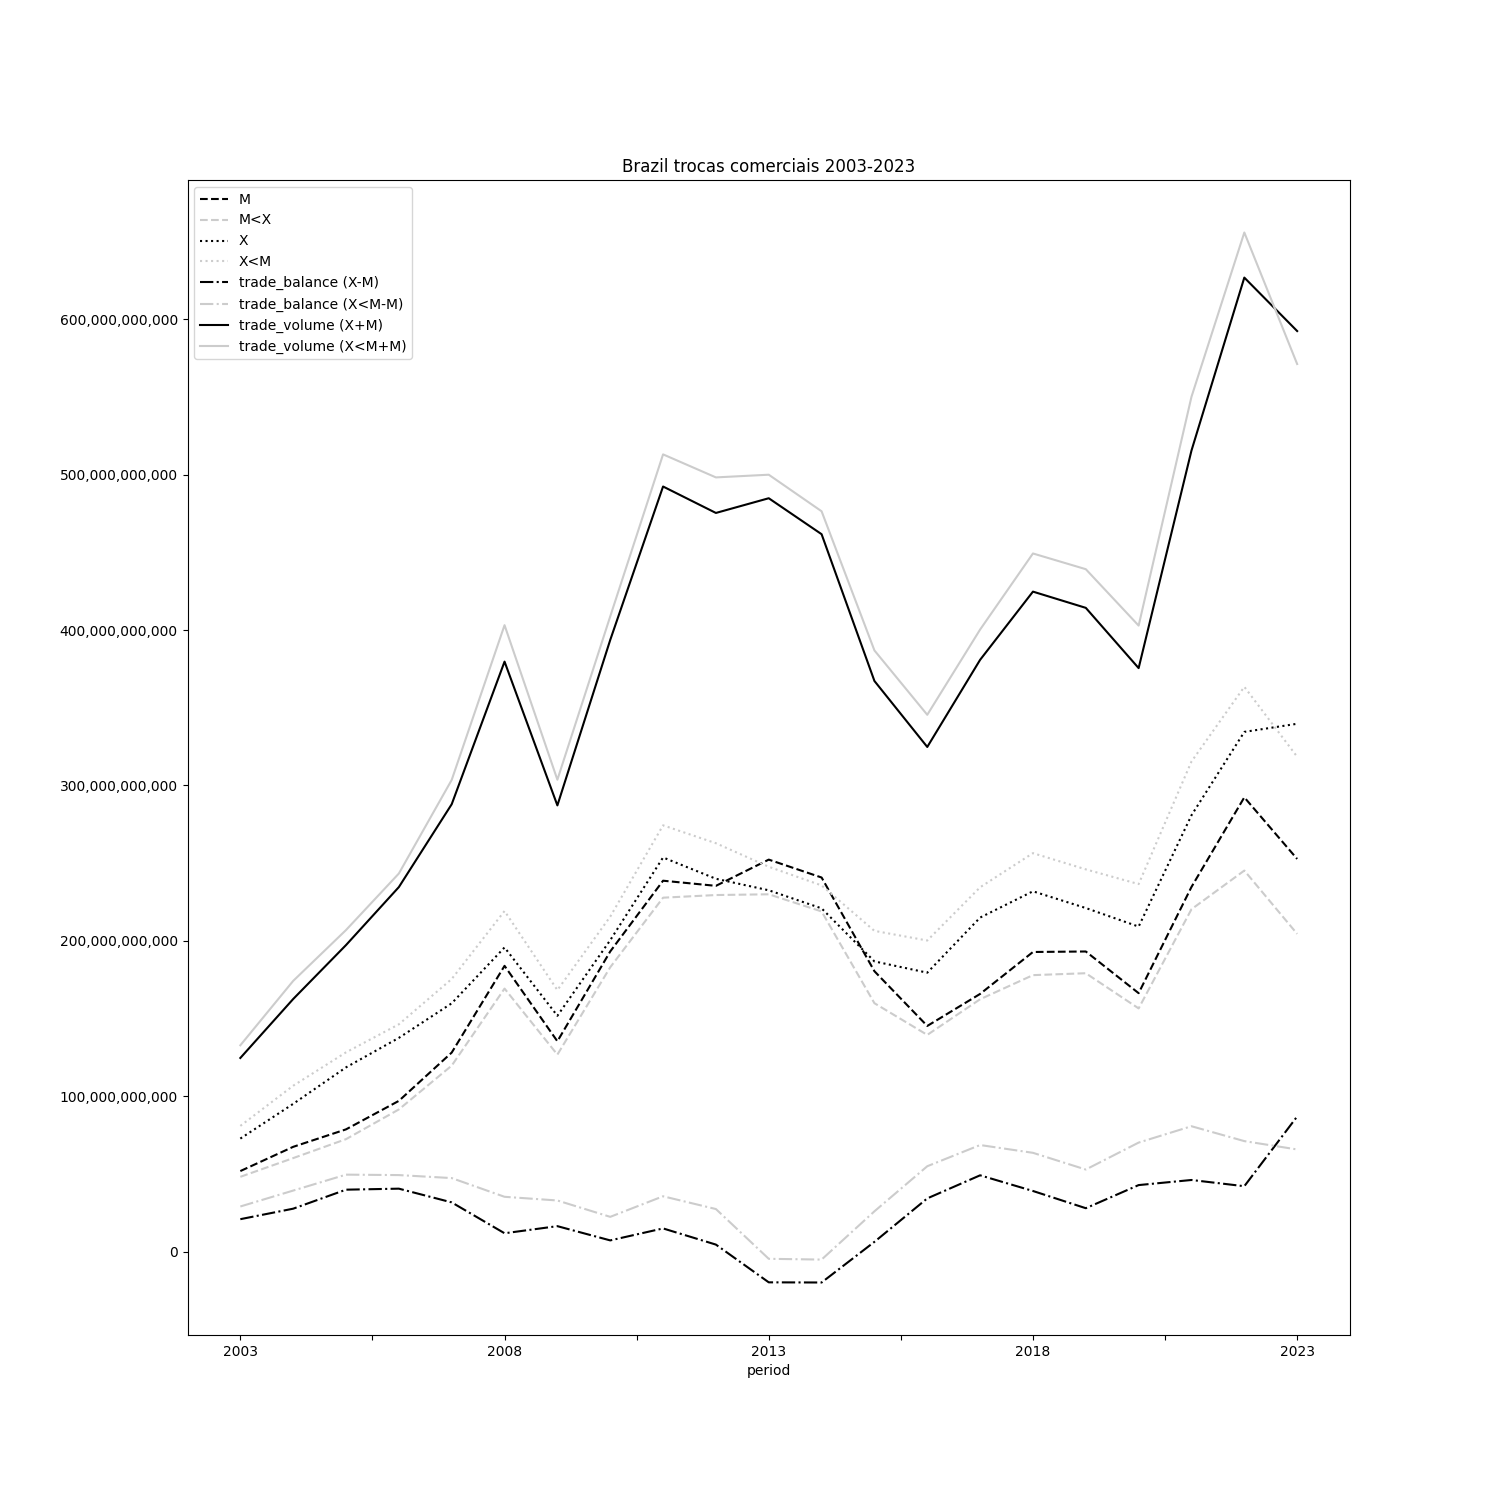 Brazil trocas comerciais 2003-2023
M
M<X
X
X<M
trade_balance (X-M)
trade_balance (X<M-M)
trade_volume (X+M)
trade_volume (X<M+M)
600,000,000,000
500,000,000,000
400,000,000,000
300,000,000,000
200,000,000,000
100,000,000,000
0
2003 2008 2013 2018 2023
period